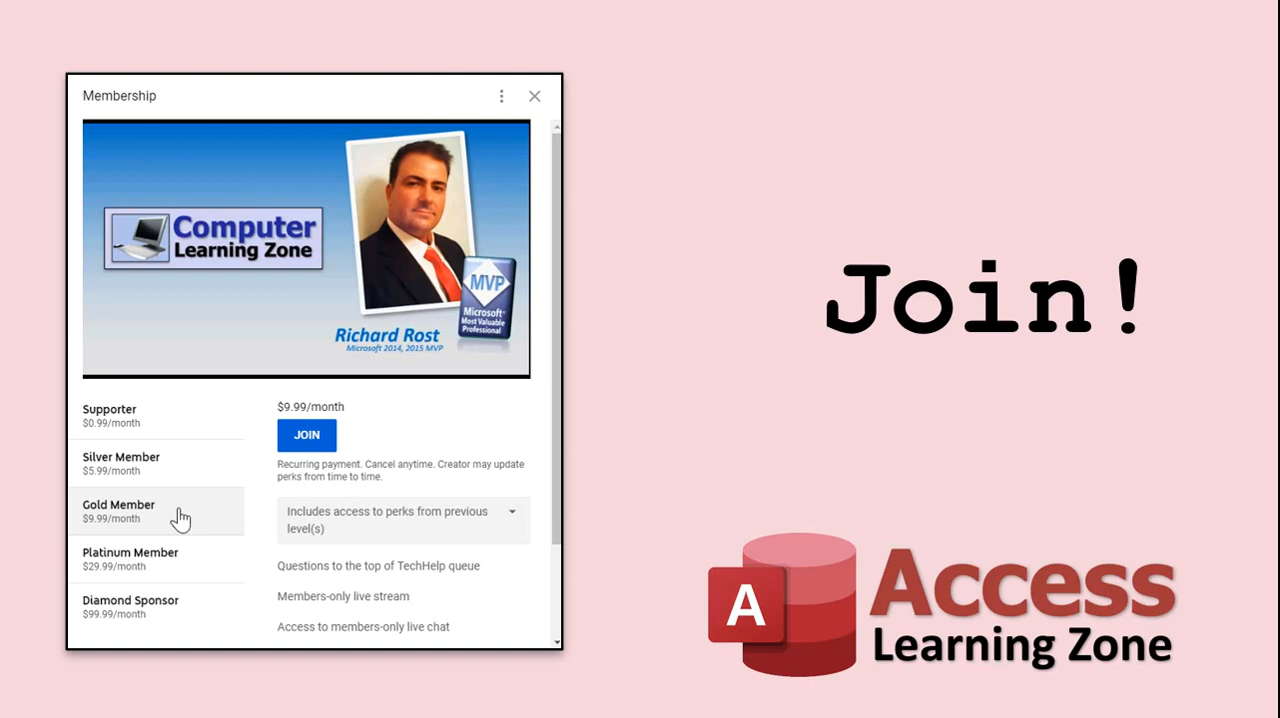 Membership
Computer
Learning Zone
MVP
Microsoft®
Most Valuable
Professional
Richard Rost
Microsoft 2014, 2015 MVP
Supporter
$0.99/month
Silver Member
$5.99/month
Gold Member
$9.99/month
Platinum Member
$29.99/month
Diamond Sponsor
$99.99/month
$9.99/month
JOIN
Recurring payment. Cancel anytime. Creator may update
perks from time to time.
Includes access to perks from previous
level(s)
Questions to the top of TechHelp queue
Members-only live stream
Access to members-only live chat
Join!
A
Access
Learning Zone